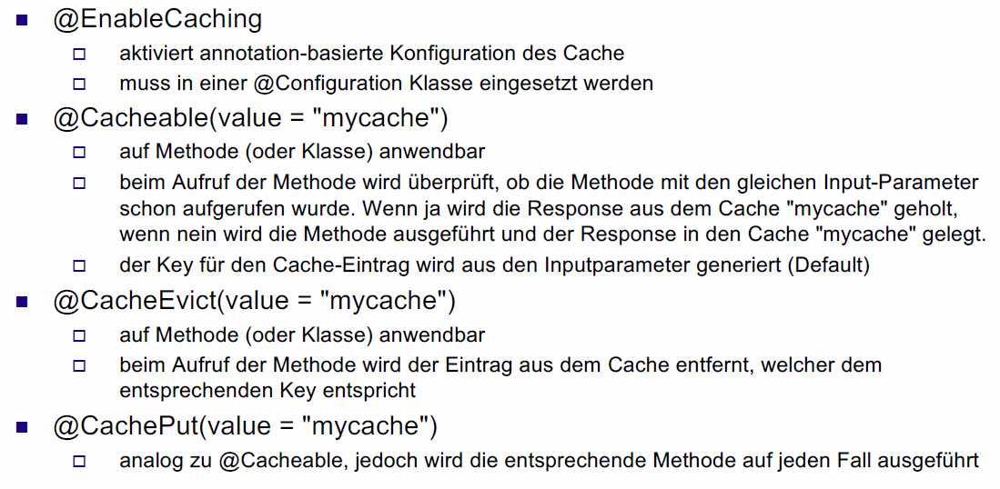 @EnableCaching
aktiviert annotation-basierte Konfiguration des Cache
muss in einer @Configuration Klasse eingesetzt werden
@Cacheable(value = "mycache")
auf Methode (oder Klasse) anwendbar
beim Aufruf der Methode wird überprüft, ob die Methode mit den gleichen Input-Parameter
schon aufgerufen wurde. Wenn ja wird die Response aus dem Cache "mycache" geholt,
wenn nein wird die Methode ausgeführt und der Response in den Cache "mycache" gelegt.
der Key für den Cache-Eintrag wird aus den Inputparameter generiert (Default)
@CacheEvict(value = "mycache")
auf Methode (oder Klasse) anwendbar
beim Aufruf der Methode wird der Eintrag aus dem Cache entfernt, welcher dem
entsprechenden Key entspricht
@CachePut(value = "mycache")
analog zu @Cacheable, jedoch wird die entsprechende Methode auf jeden Fall ausgeführt